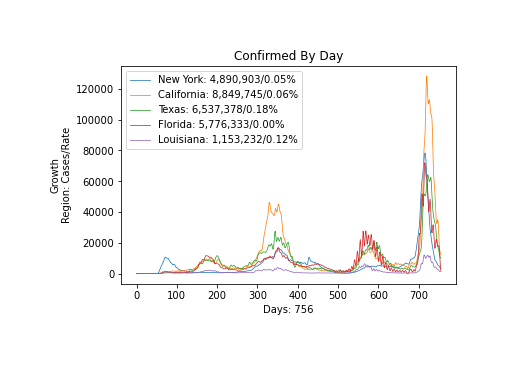 Confirmed By Day
New York: 4,890,903/0.05%
California: 8,849,745/0.06%
Texas: 6,537,378/0.18%
Florida: 5,776,333/0.00%
Louisiana: 1,153,232/0.12%
Growth
Region: Cases/Rate
120000
100000
80000
60000
40000
20000
0
0 100 200 300 400 500 600 700
Days: 756